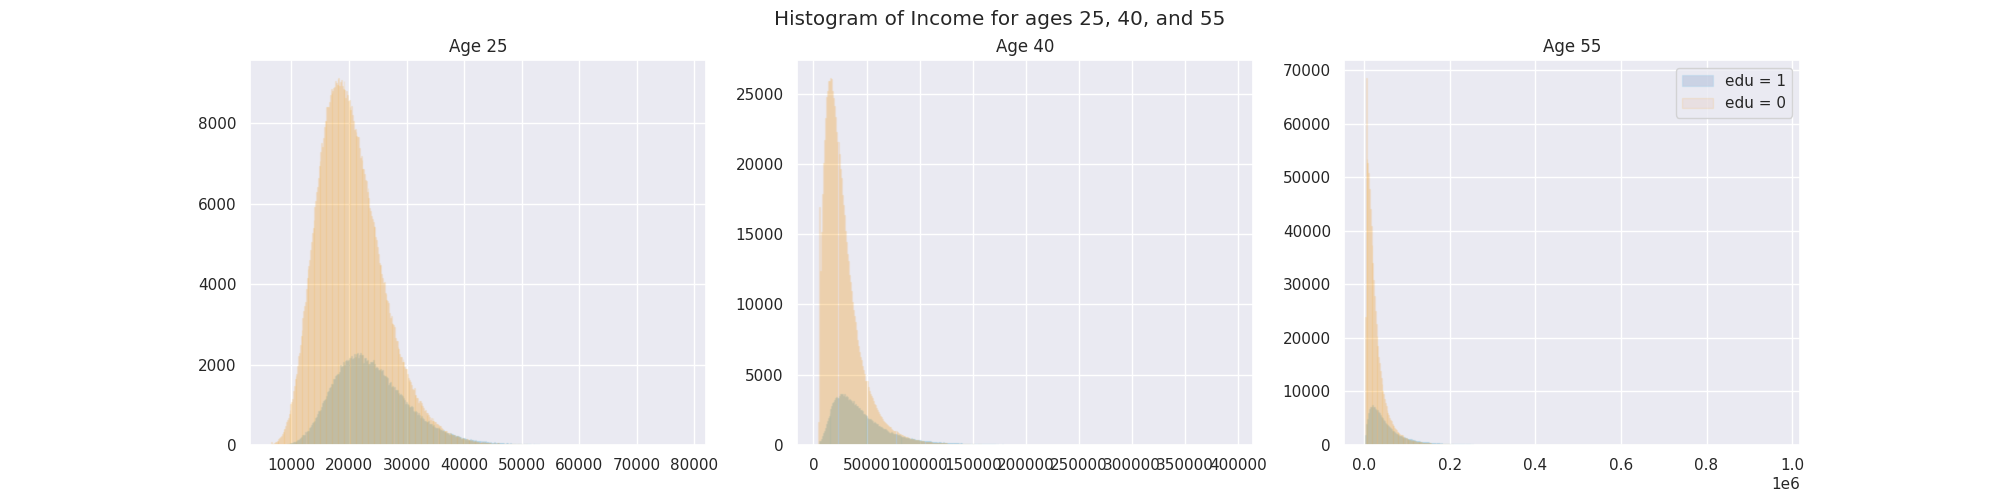 Histogram of Income for ages 25, 40, and 55
Age 25
8000
6000
4000
2000
0
10000 20000 30000 40000 50000 60000 70000 80000
Age 40
25000
20000
15000
10000
5000
0
0 50000 100000 150000 200000 250000 300000 350000 400000
Age 55
70000
60000
50000
40000
30000
20000
10000
0
edu = 1
edu = 0
0.0 0.2 0.4 0.6 0.8 1.0
1e6